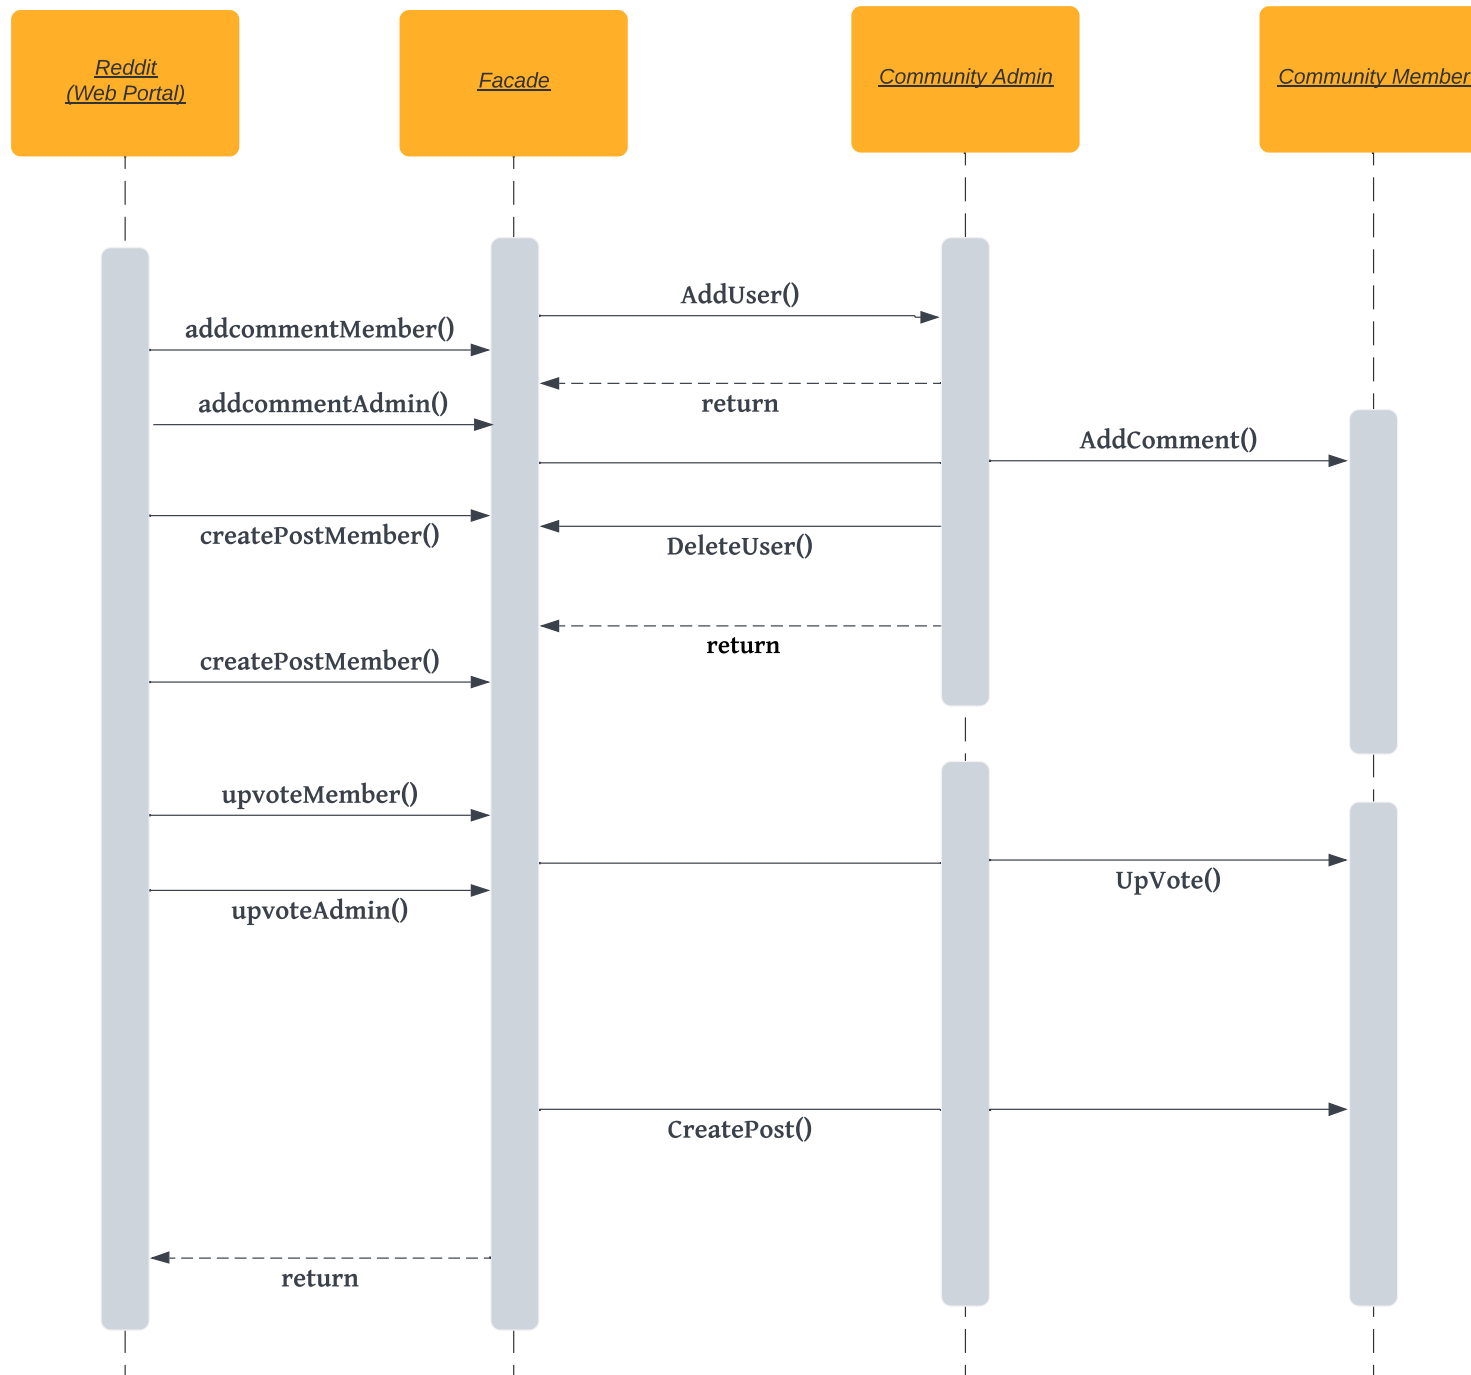 Reddit
(Web Portal)
Facade
Community Admin
Community Member
AddUser()
addcommentMember()
return
addcommentAdmin()
AddComment()
createPostMember()
DeleteUser()
return
createPostMember()
upvoteMember()
UpVote()
upvoteAdmin()
CreatePost()
return